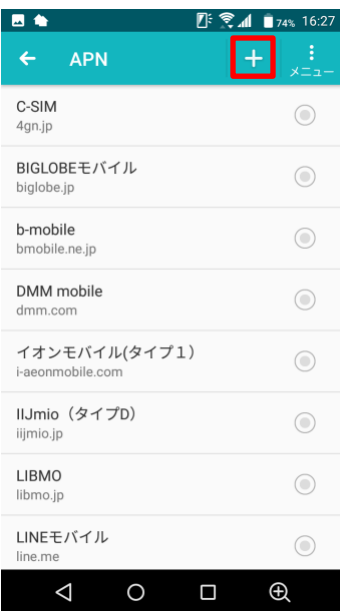 74% 16:27
APN
メニュー
C-SIM
4gn.jp
BIGLOBEモバイル
biglobe.jp
b-mobile
bmobile.ne.jp
DMM mobile
dmm.com
イオンモバイル(タイプ１)
i-aeonmobile.com
IIJmio（タイプD）
iijmio.jp
LIBMO
libmo.jp
LINEモバイル
line.me